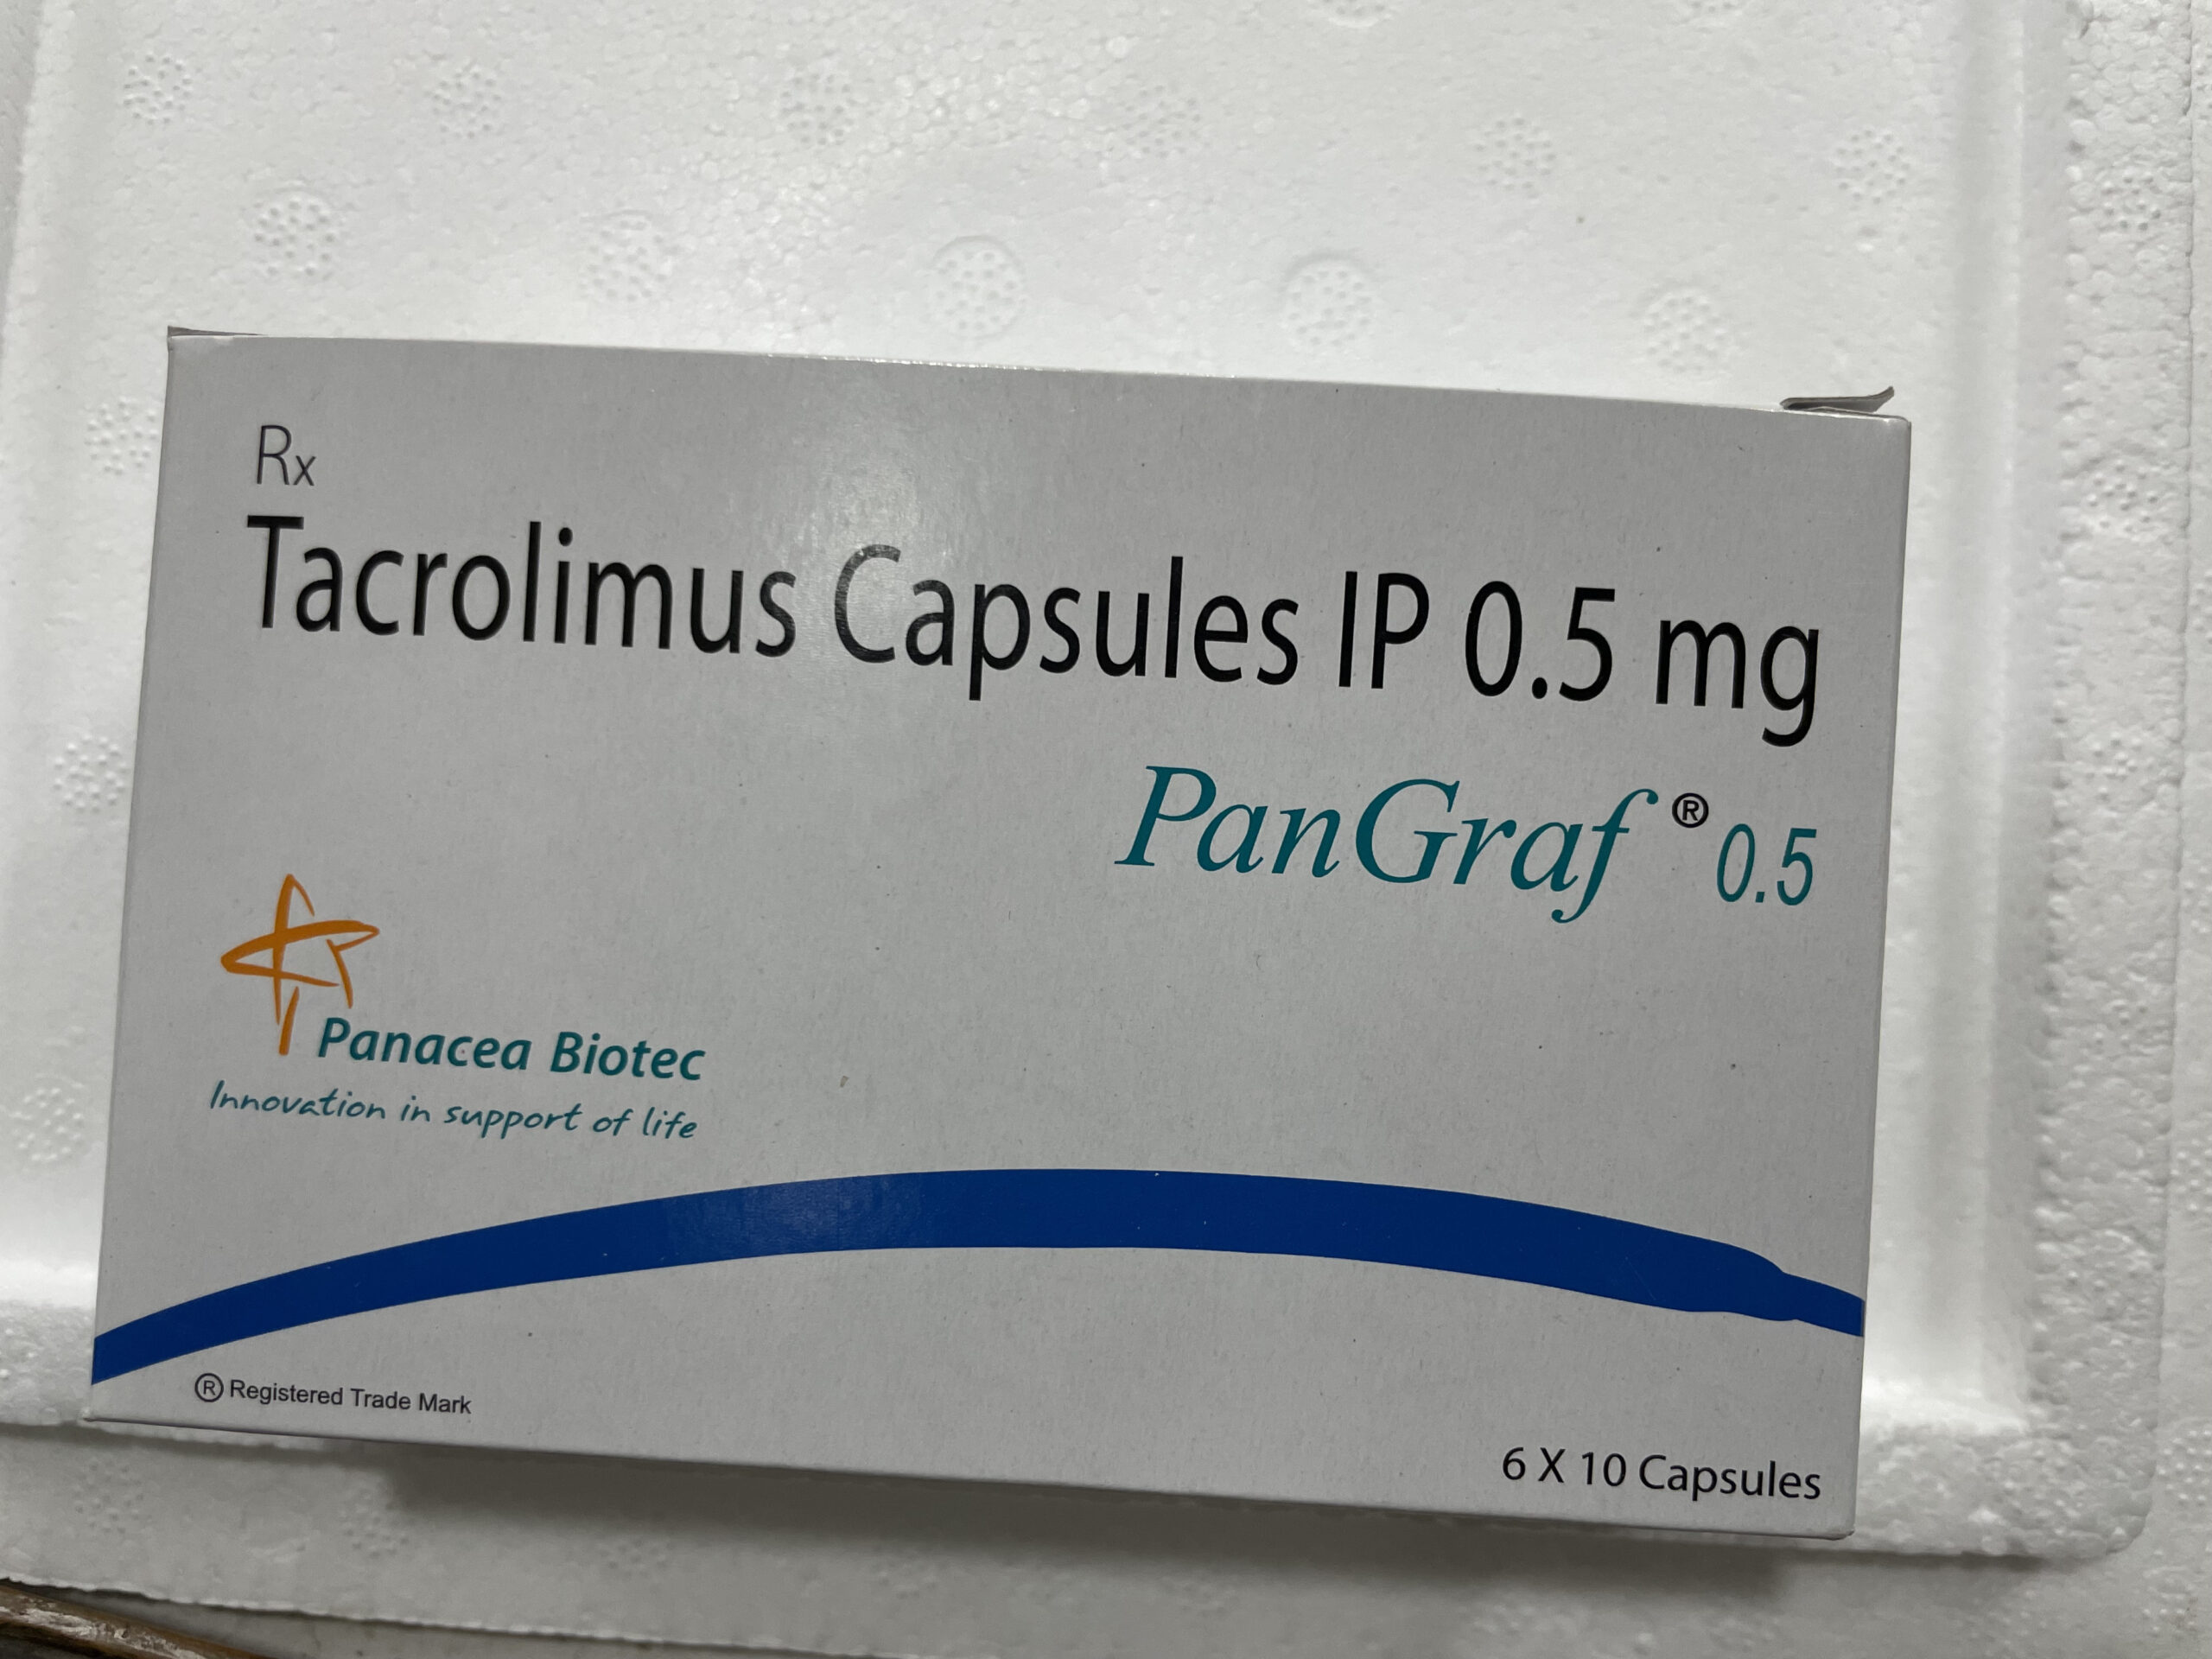 Rx
Tacrolimus Capsules IP 0.5 mg
PanGraf ® 0.5
Panacea Biotec
Innovation in support of life
® Registered Trade Mark
6 X 10 Capsules